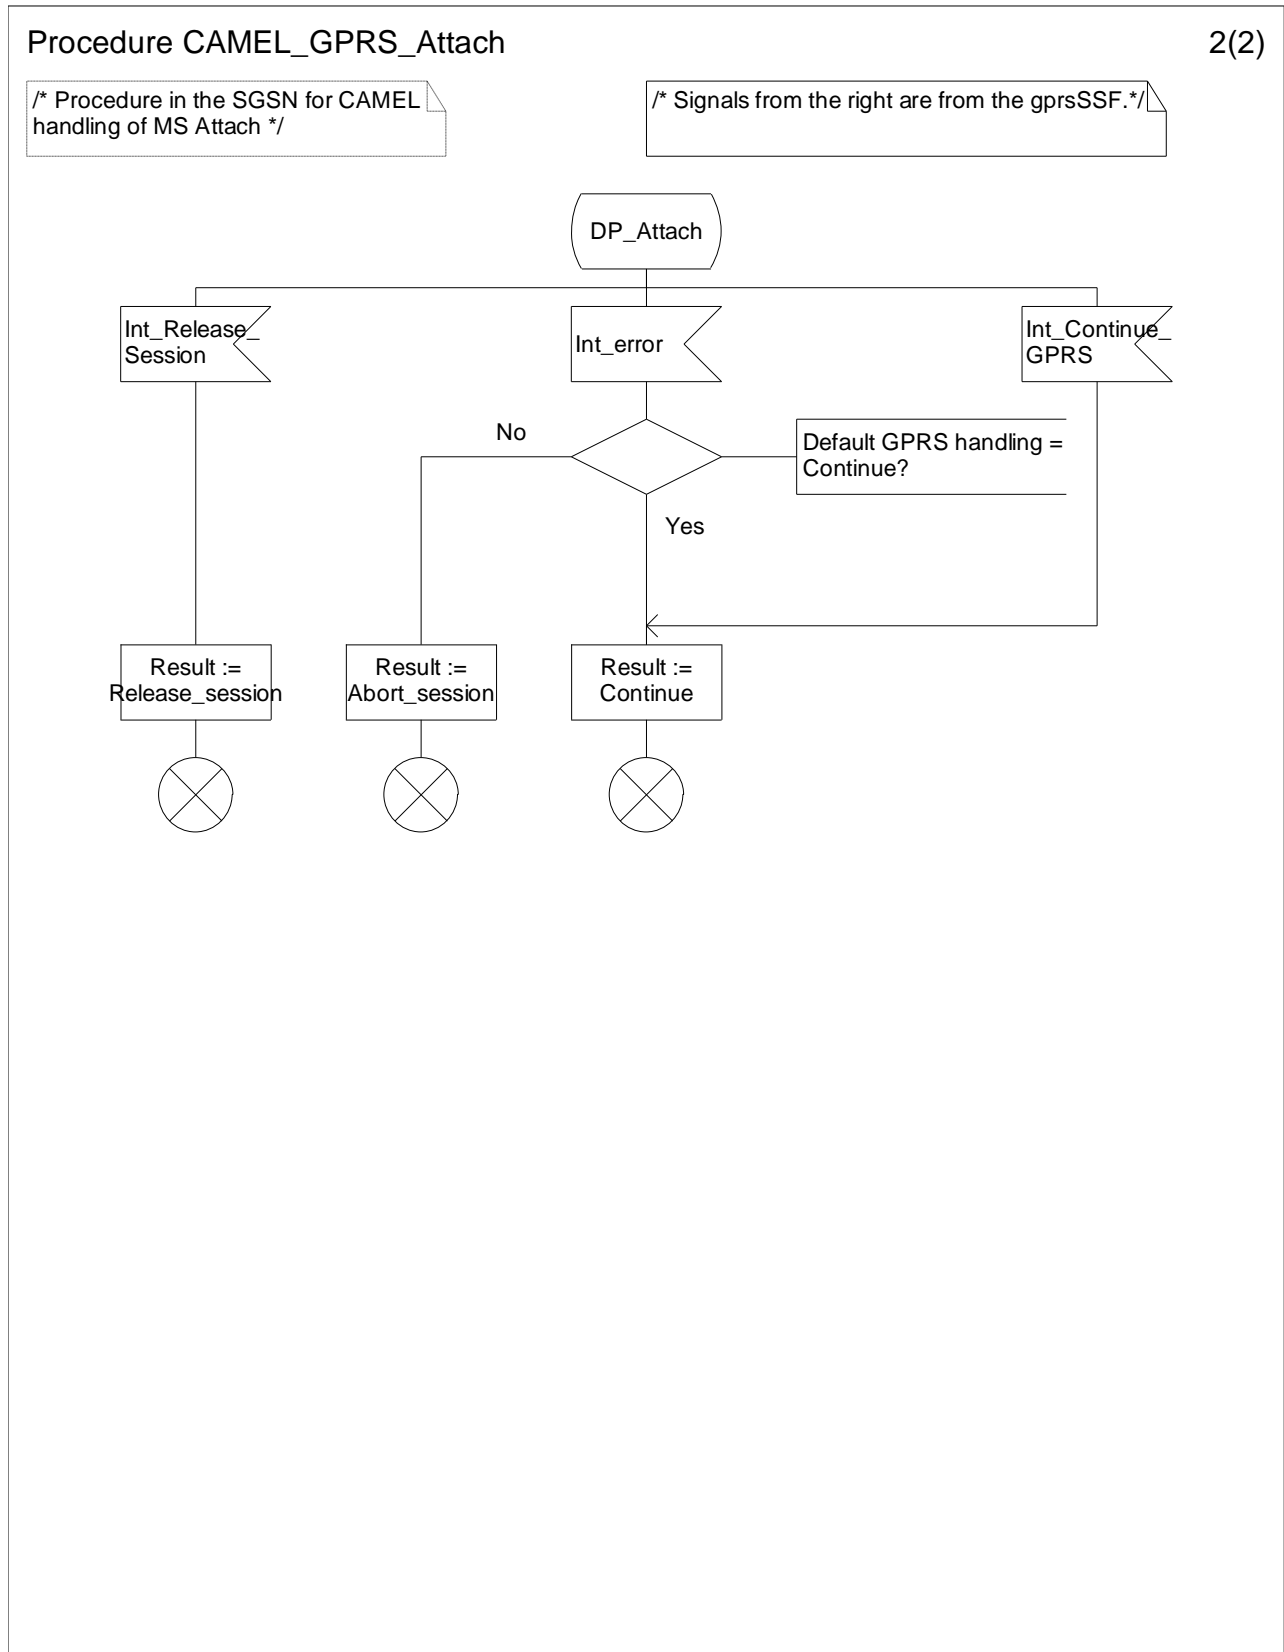 Procedure CAMEL_GPRS_Attach
2(2)
/* Procedure in the SGSN for CAMEL
handling of MS Attach */
/* Signals from the right are from the gprsSSF.*/
DP_Attach
Int_Release_
Session
Int_error
Int_Continue_
GPRS
No
Default GPRS handling =
Continue?
Yes
Result :=
Release_session
Result :=
Abort_session
Result :=
Continue